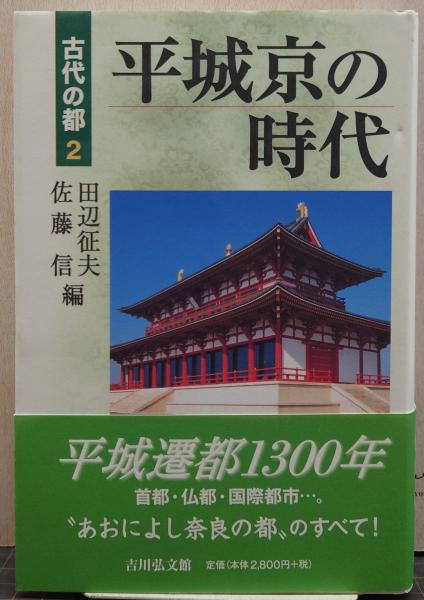 古代の都2
平城京の
時代
田辺征夫
佐藤信 編
平城遷都1300年
首都・仏都・国際都市…。
〝あおによし奈良の都〟のすべて！
吉川弘文館 定価(本体2,800円+税)